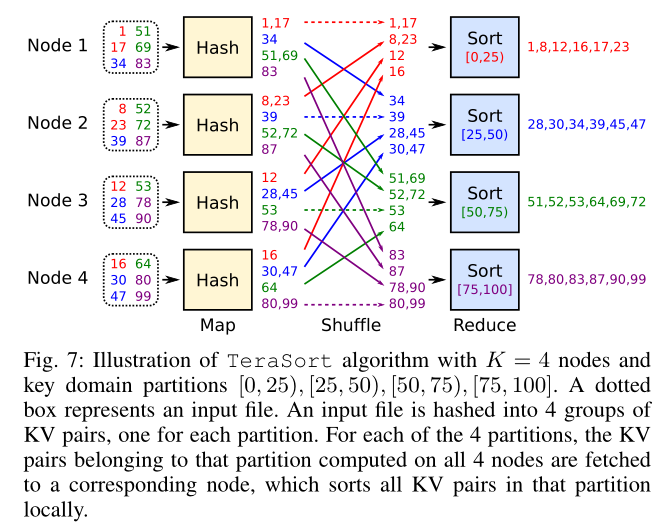 Node 1
1 51
17 69
34 83
Hash
1,17
34
51,69
83
1,17
8,23
12
16
Sort
[0,25)
1,8,12,16,17,23
Node 2
8 52
23 72
39 87
Hash
8,23
39
52,72
87
34
39
28,45
30,47
Sort
[25,50)
28,30,34,39,45,47
Node 3
12 53
28 78
45 90
Hash
12
28,45
53
78,90
51,69
52,72
53
64
Sort
[50,75)
51,52,53,64,69,72
Node 4
16 64
30 80
47 99
Hash
16
30,47
64
80,99
83
87
78,90
80,99
Sort
[75,100]
78,80,83,87,90,99
Map Shuffle Reduce
Fig. 7: Illustration of TeraSort algorithm with K = 4 nodes and
key domain partitions [0, 25), [25, 50), [50, 75), [75, 100]. A dotted
box represents an input file. An input file is hashed into 4 groups of
KV pairs, one for each partition. For each of the 4 partitions, the KV
pairs belonging to that partition computed on all 4 nodes are fetched
to a corresponding node, which sorts all KV pairs in that partition
locally.